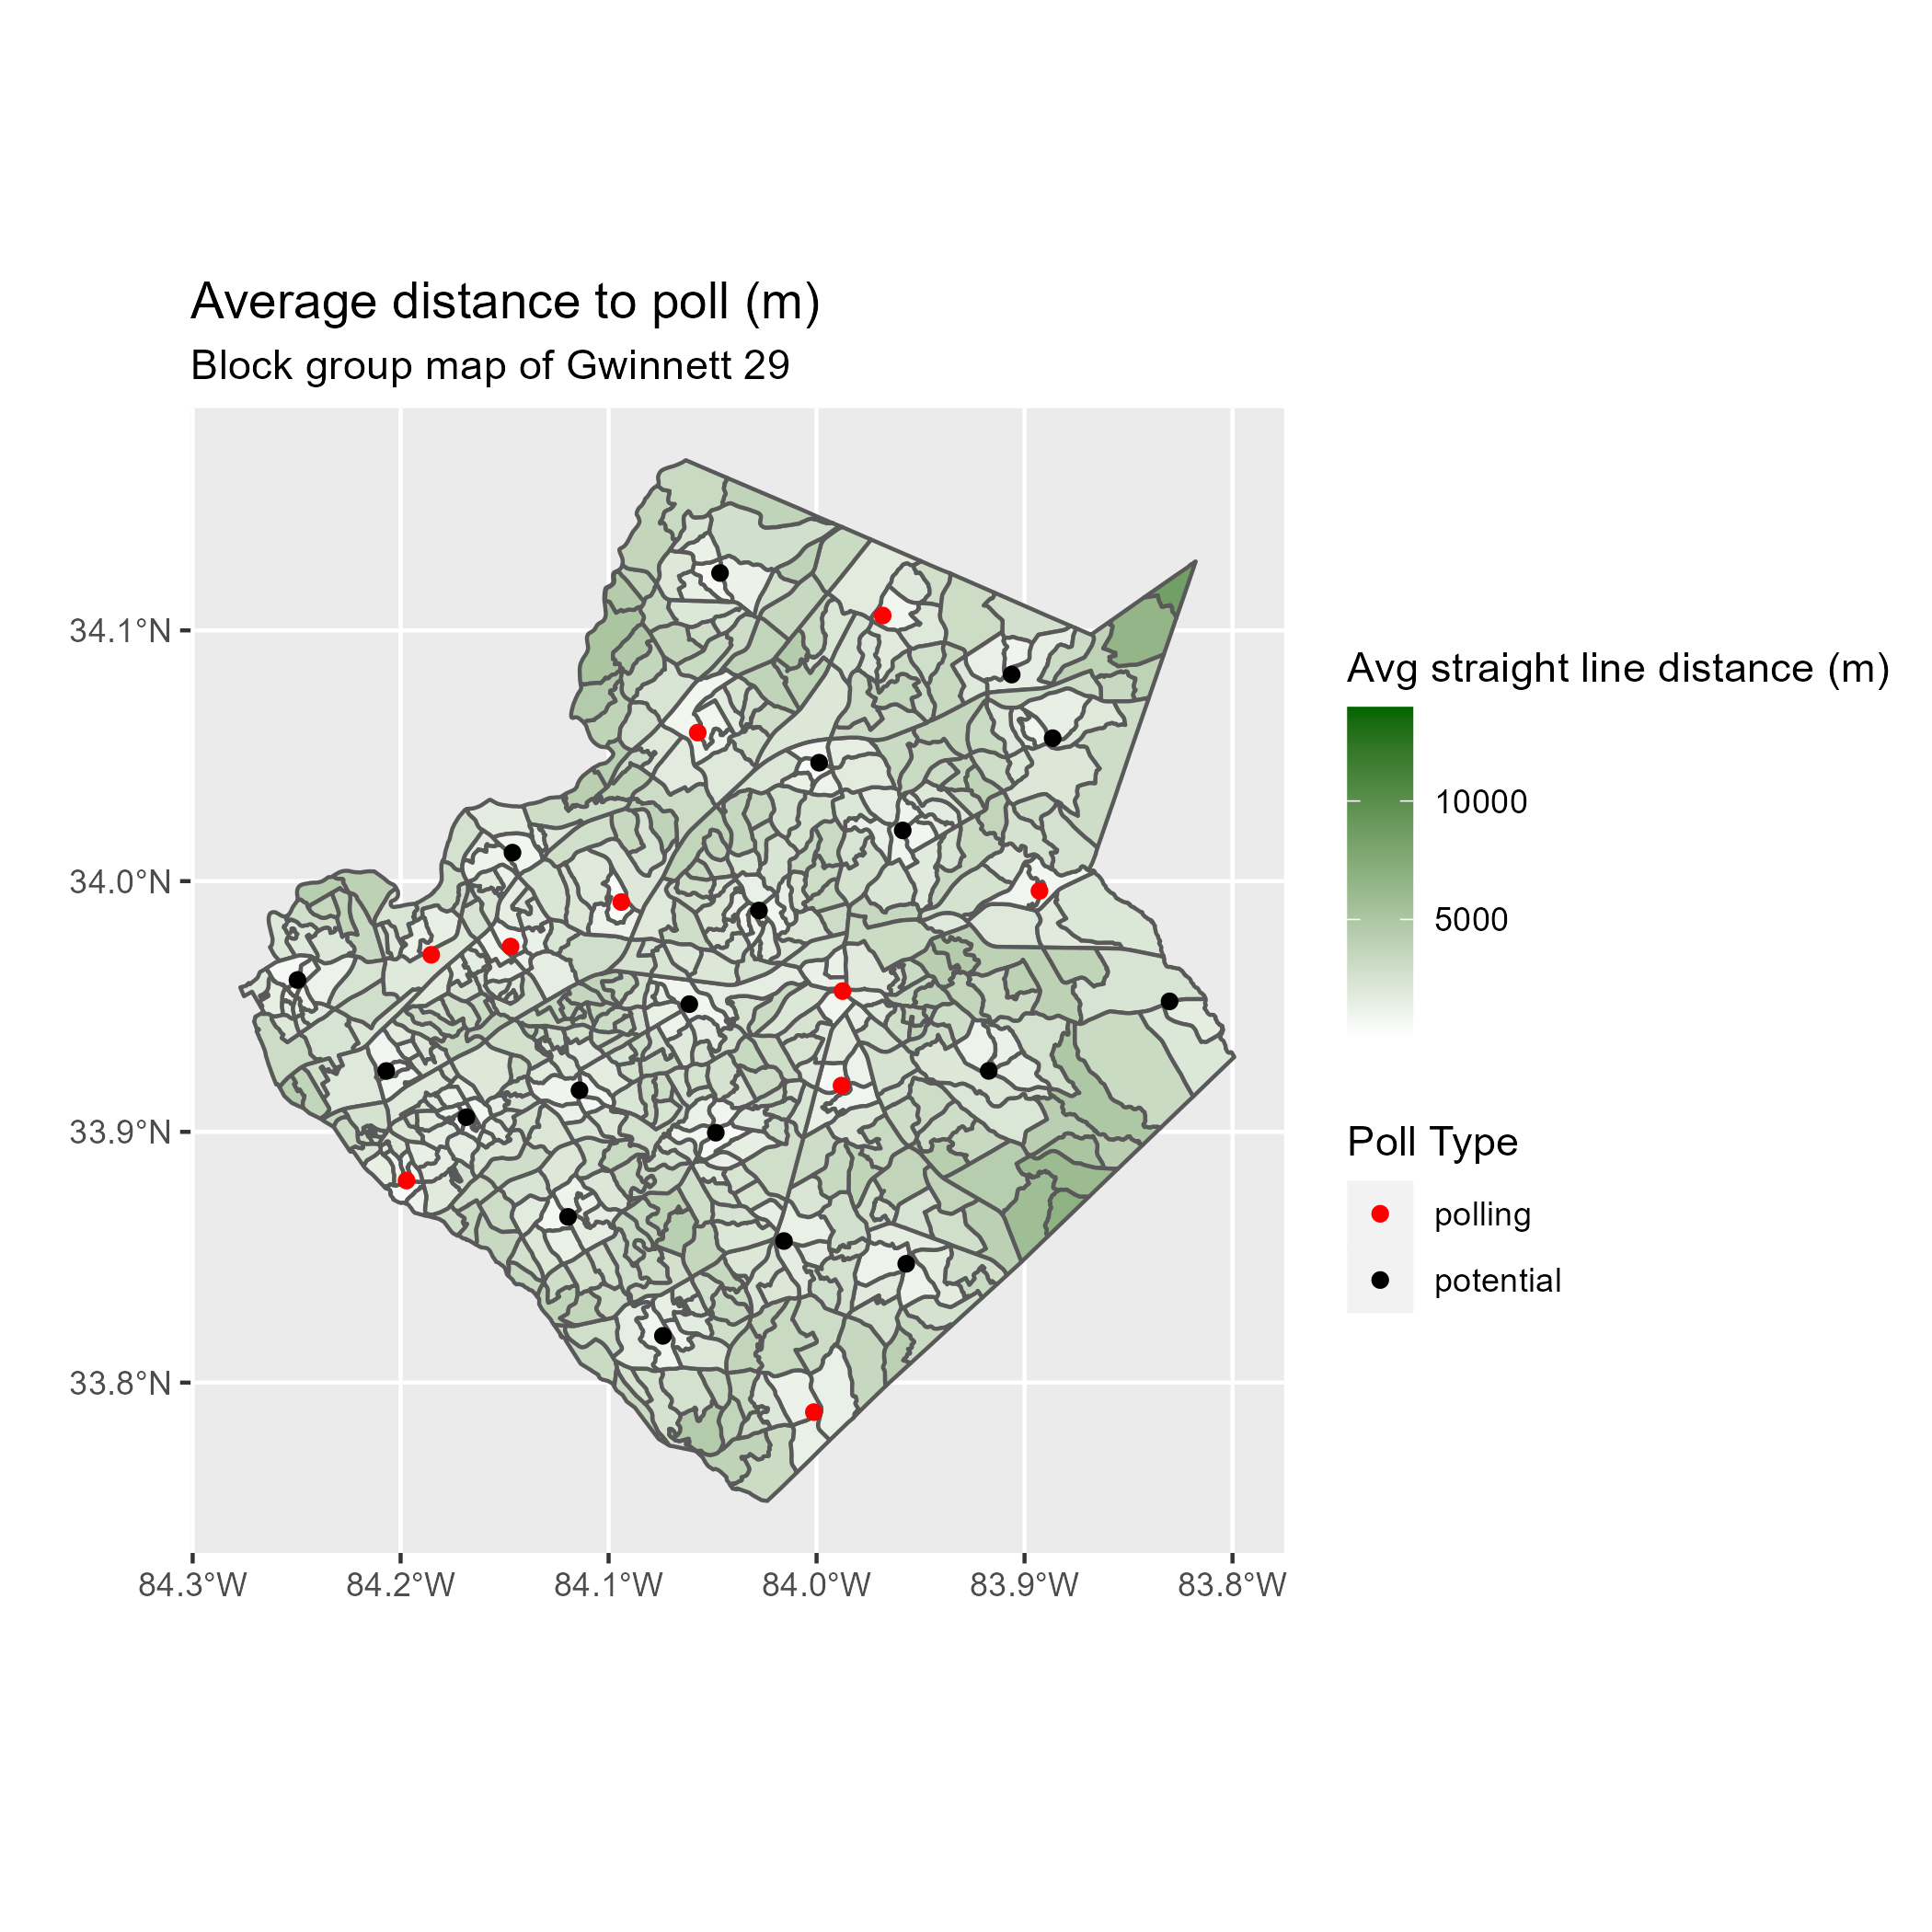 Average distance to poll (m)
Block group map of Gwinnett 29
34.1°N
34.0°N
33.9°N
33.8°N
84.3°W 84.2°W 84.1°W 84.0°W 83.9°W 83.8°W
Avg straight line distance (m)
10000
5000
Poll Type
polling
potential